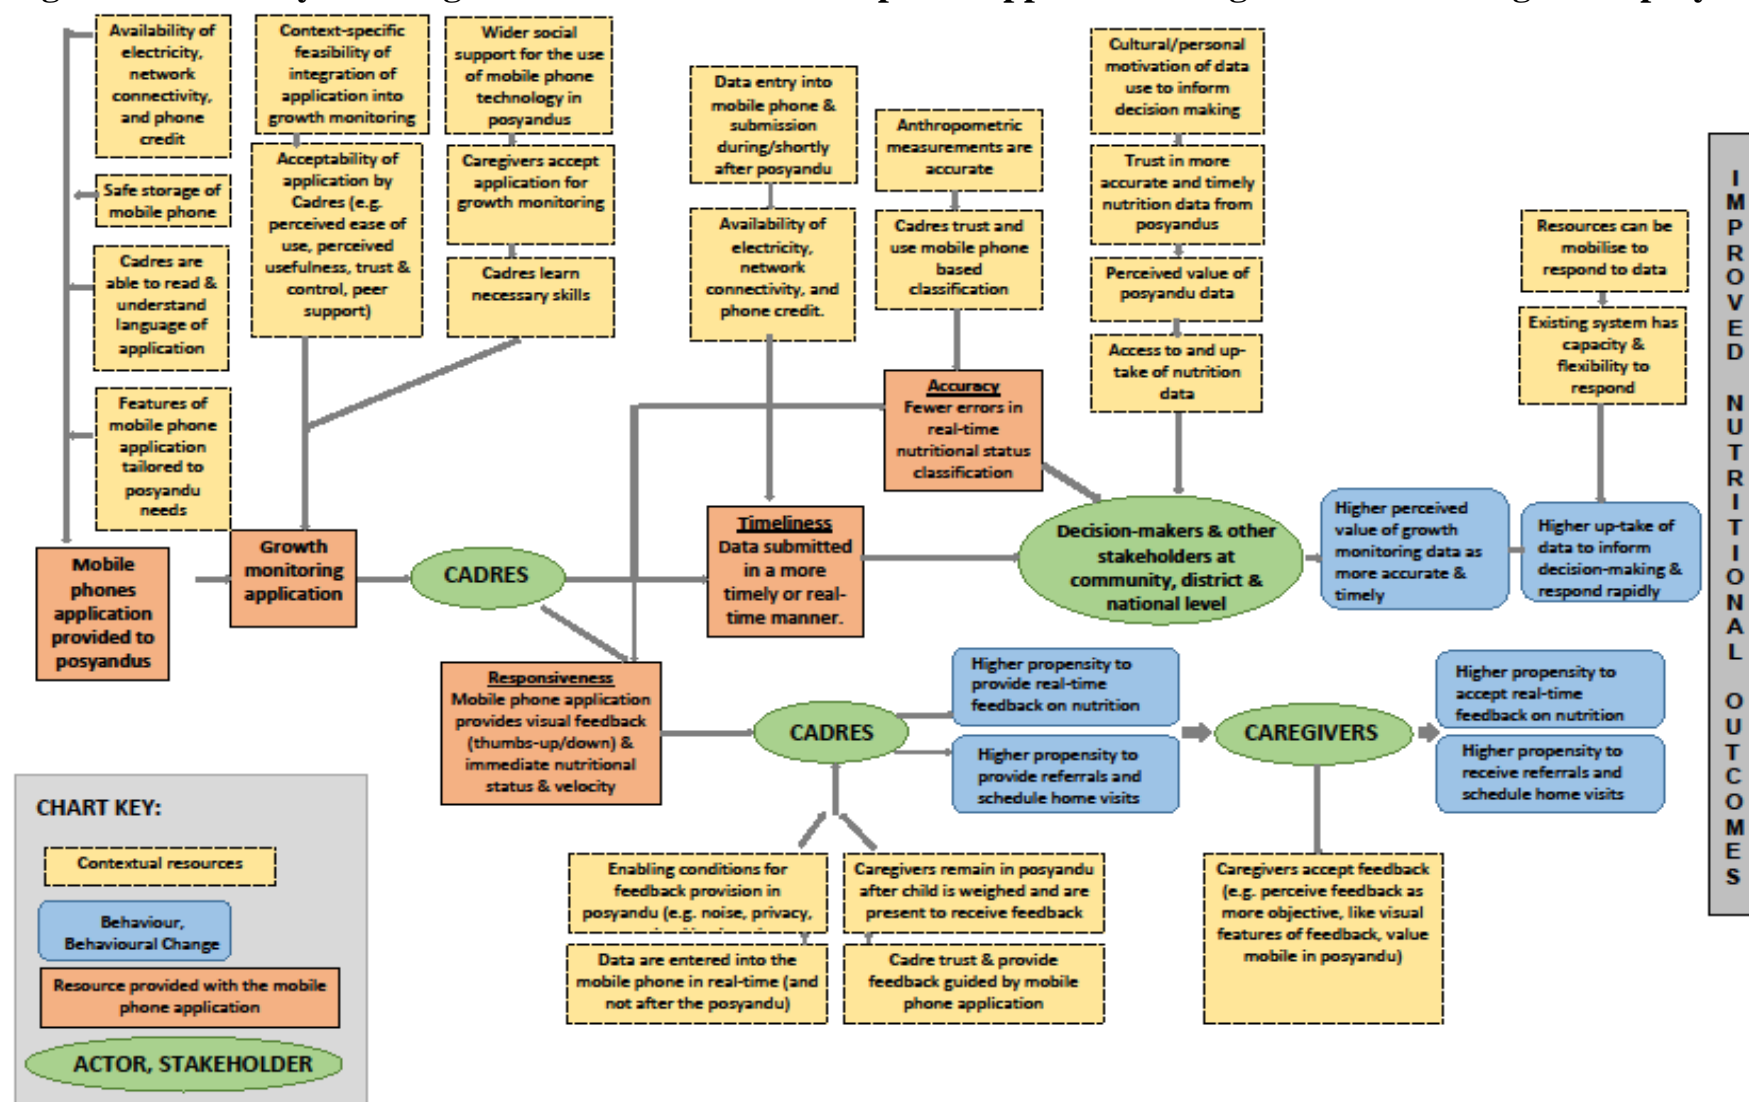 Availability of
electricity,
network
connectivity,
and phone
credit
Safe storage of
mobile phone
Cadres are
able to read &
understand
language of
application
Features of
mobile phone
application
tailored to
posyandu
needs
Mobile
phones
application
provided to
posyandus
Context-specific
feasibility of
integration of
application into
growth monitoring
Acceptability of
application by
Cadres (e.g.
perceived ease of
use, perceived
usefulness, trust &
control, peer
support)
Wider social
support for the use
of mobile phone
technology in
posyandus
Caregivers accept
application for
growth monitoring
Cadres learn
necessary skills
Growth
monitoring
application
CADRES
Data entry into
mobile phone &
submission
during/shortly
after posyandu
Availability of
electricity,
network
connectivity, and
phone credit.
Anthropometric
measurements are
accurate
Cadres trust and
use mobile phone
based
classification
Accuracy
Fewer errors in
real-time
nutritional status
classification
Timeliness
Data submitted
in a more
timely or real-
time manner.
Responsiveness
Mobile phone application
provides visual feedback
(thumbs-up/down) &
immediate nutritional
status & velocity
Cultural/personal
motivation of data
use to inform
decision making
Trust in more
accurate and timely
nutrition data from
posyandus
Perceived value of
posyandu data
Access to and up-
take of nutrition
data
Decision-makers & other
stakeholders at
community, district &
national level
Higher perceived
value of growth
monitoring data as
more accurate &
timely
Resources can be
mobilise to
respond to data
Existing system has
capacity &
flexibility to
respond
Higher up-take of
data to inform
decision-making &
respond rapidly
CADRES
Higher propensity to
provide real-time
feedback on nutrition
Higher propensity to
provide referrals and
schedule home visits
CAREGIVERS
Higher propensity to
accept real-time
feedback on nutrition
Higher propensity to
receive referrals and
schedule home visits
Enabling conditions for
feedback provision in
posyandu (e.g. noise, privacy,
Data are entered into the
mobile phone in real-time (and
not after the posyandu)
Caregivers remain in posyandu
after child is weighed and are
present to receive feedback
Cadre trust & provide
feedback guided by mobile
phone application
Caregivers accept feedback
(e.g. perceive feedback as
more objective, like visual
features of feedback, value
mobile in posyandu)
IMPROVED NUTRITIONAL OUTCOMES
CHART KEY:
Contextual resources
Behaviour,
Behavioural Change
Resource provided with the mobile
phone application
ACTOR, STAKEHOLDER